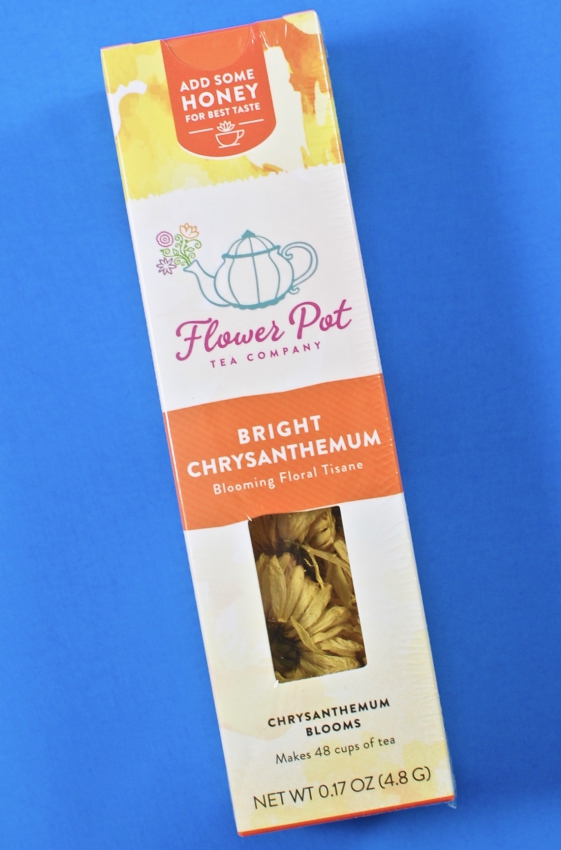 ADD SOME
HONEY
FOR BEST TASTE
Flower Pot
TEA COMPANY
BRIGHT
CHRYSANTHEMUM
Blooming Floral Tisane
CHRYSANTHEMUM
BLOOMS
Makes 48 cups of tea
NET WT 0.17 OZ (4.8 G)